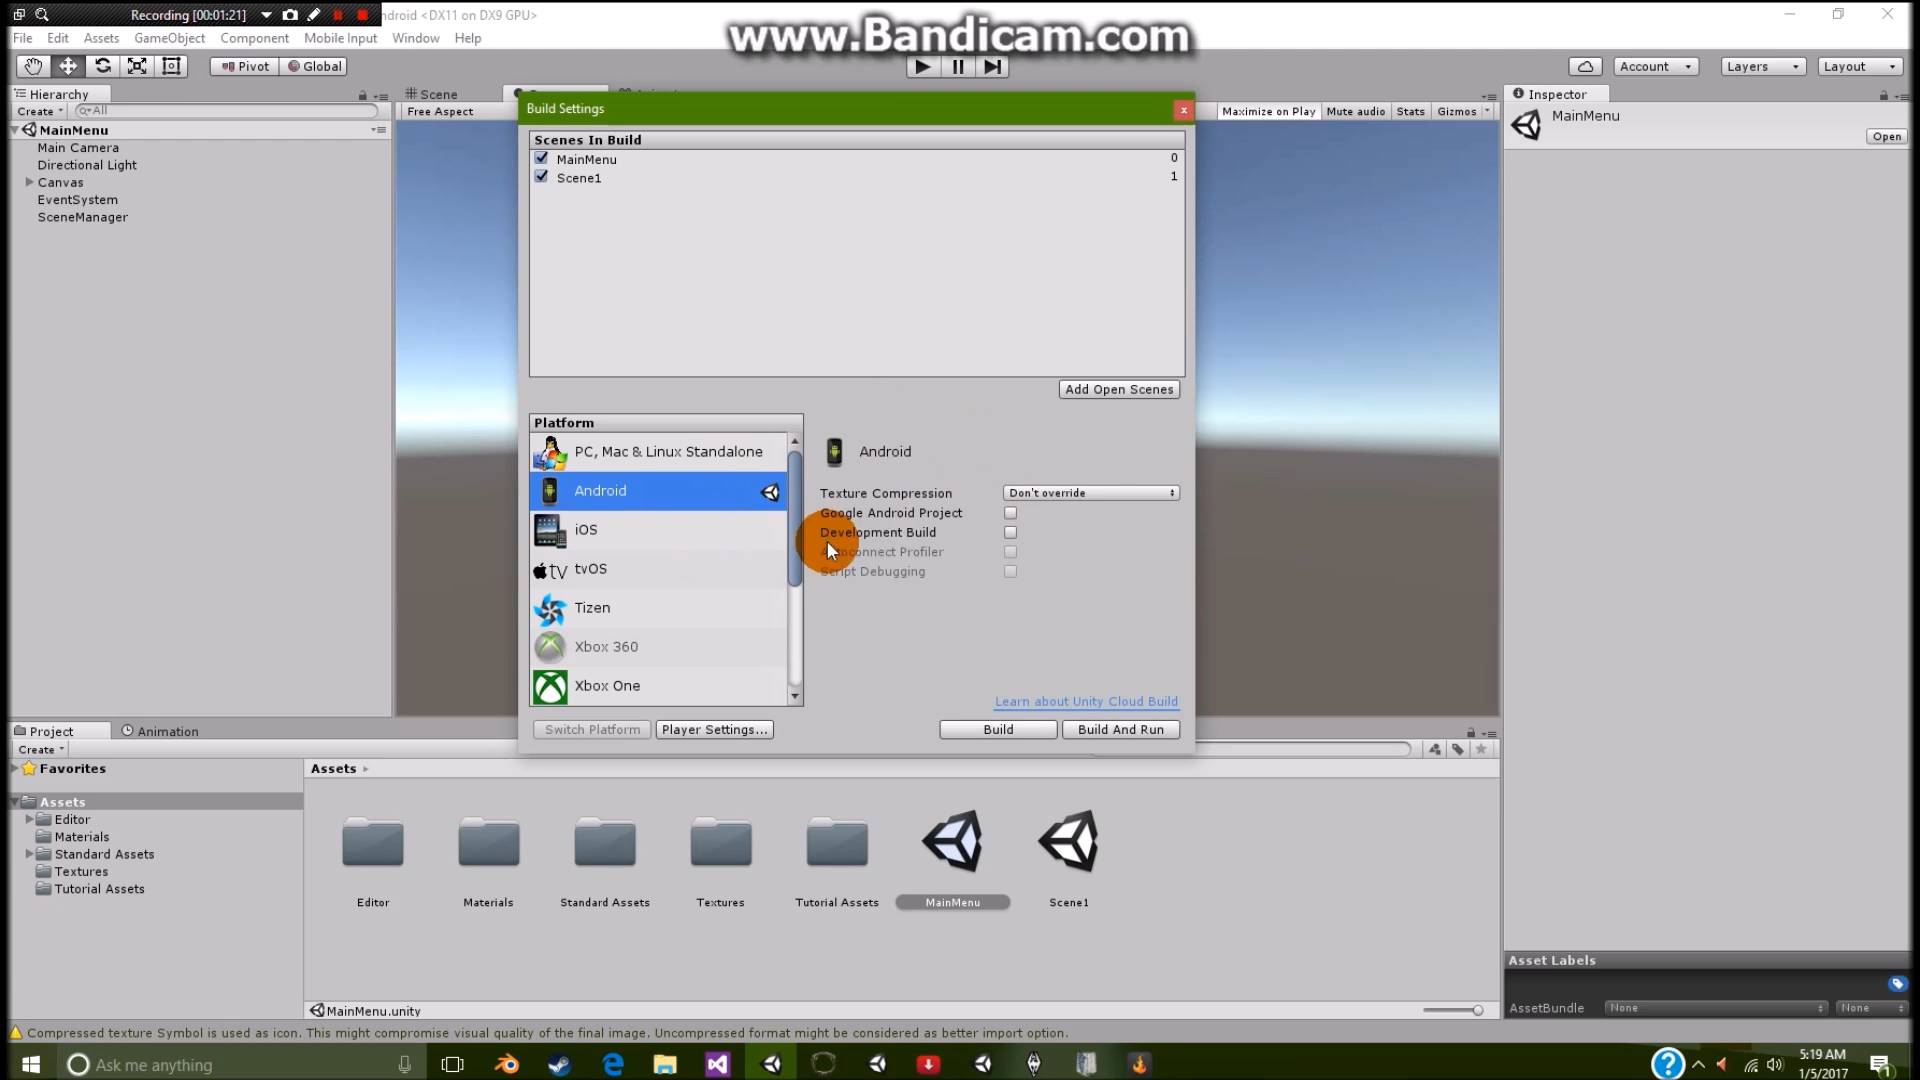 Recording [00:01:21]
ndroid <DX11 on DX9 GPU>
www.Bandicam.com
File Edit Assets GameObject Component Mobile Input Window Help
Pivot Global Account Layers Layout
Hierarchy
Create All
MainMenu
Main Camera
Directional Light
Canvas
EventSystem
SceneManager
Scene
Free Aspect
Maximize on Play Mute audio Stats Gizmos
Build Settings
Scenes In Build
MainMenu 0
Scene1 1
Add Open Scenes
Platform
PC, Mac & Linux Standalone
Android
iOS
tvOS
Tizen
Xbox 360
Xbox One
Android
Texture Compression Don't override
Google Android Project
Development Build
Autoconnect Profiler
Script Debugging
Learn about Unity Cloud Build
Switch Platform Player Settings... Build Build And Run
Inspector
MainMenu
Open
Project Animation
Create
Favorites
Assets
Editor
Materials
Standard Assets
Textures
Tutorial Assets
Assets
Editor Materials Standard Assets Textures Tutorial Assets MainMenu Scene1
MainMenu.unity
Asset Labels
AssetBundle None None
Compressed texture Symbol is used as icon. This might compromise visual quality of the final image. Uncompressed format might be considered as better import option.
Ask me anything
5:19 AM
1/5/2017